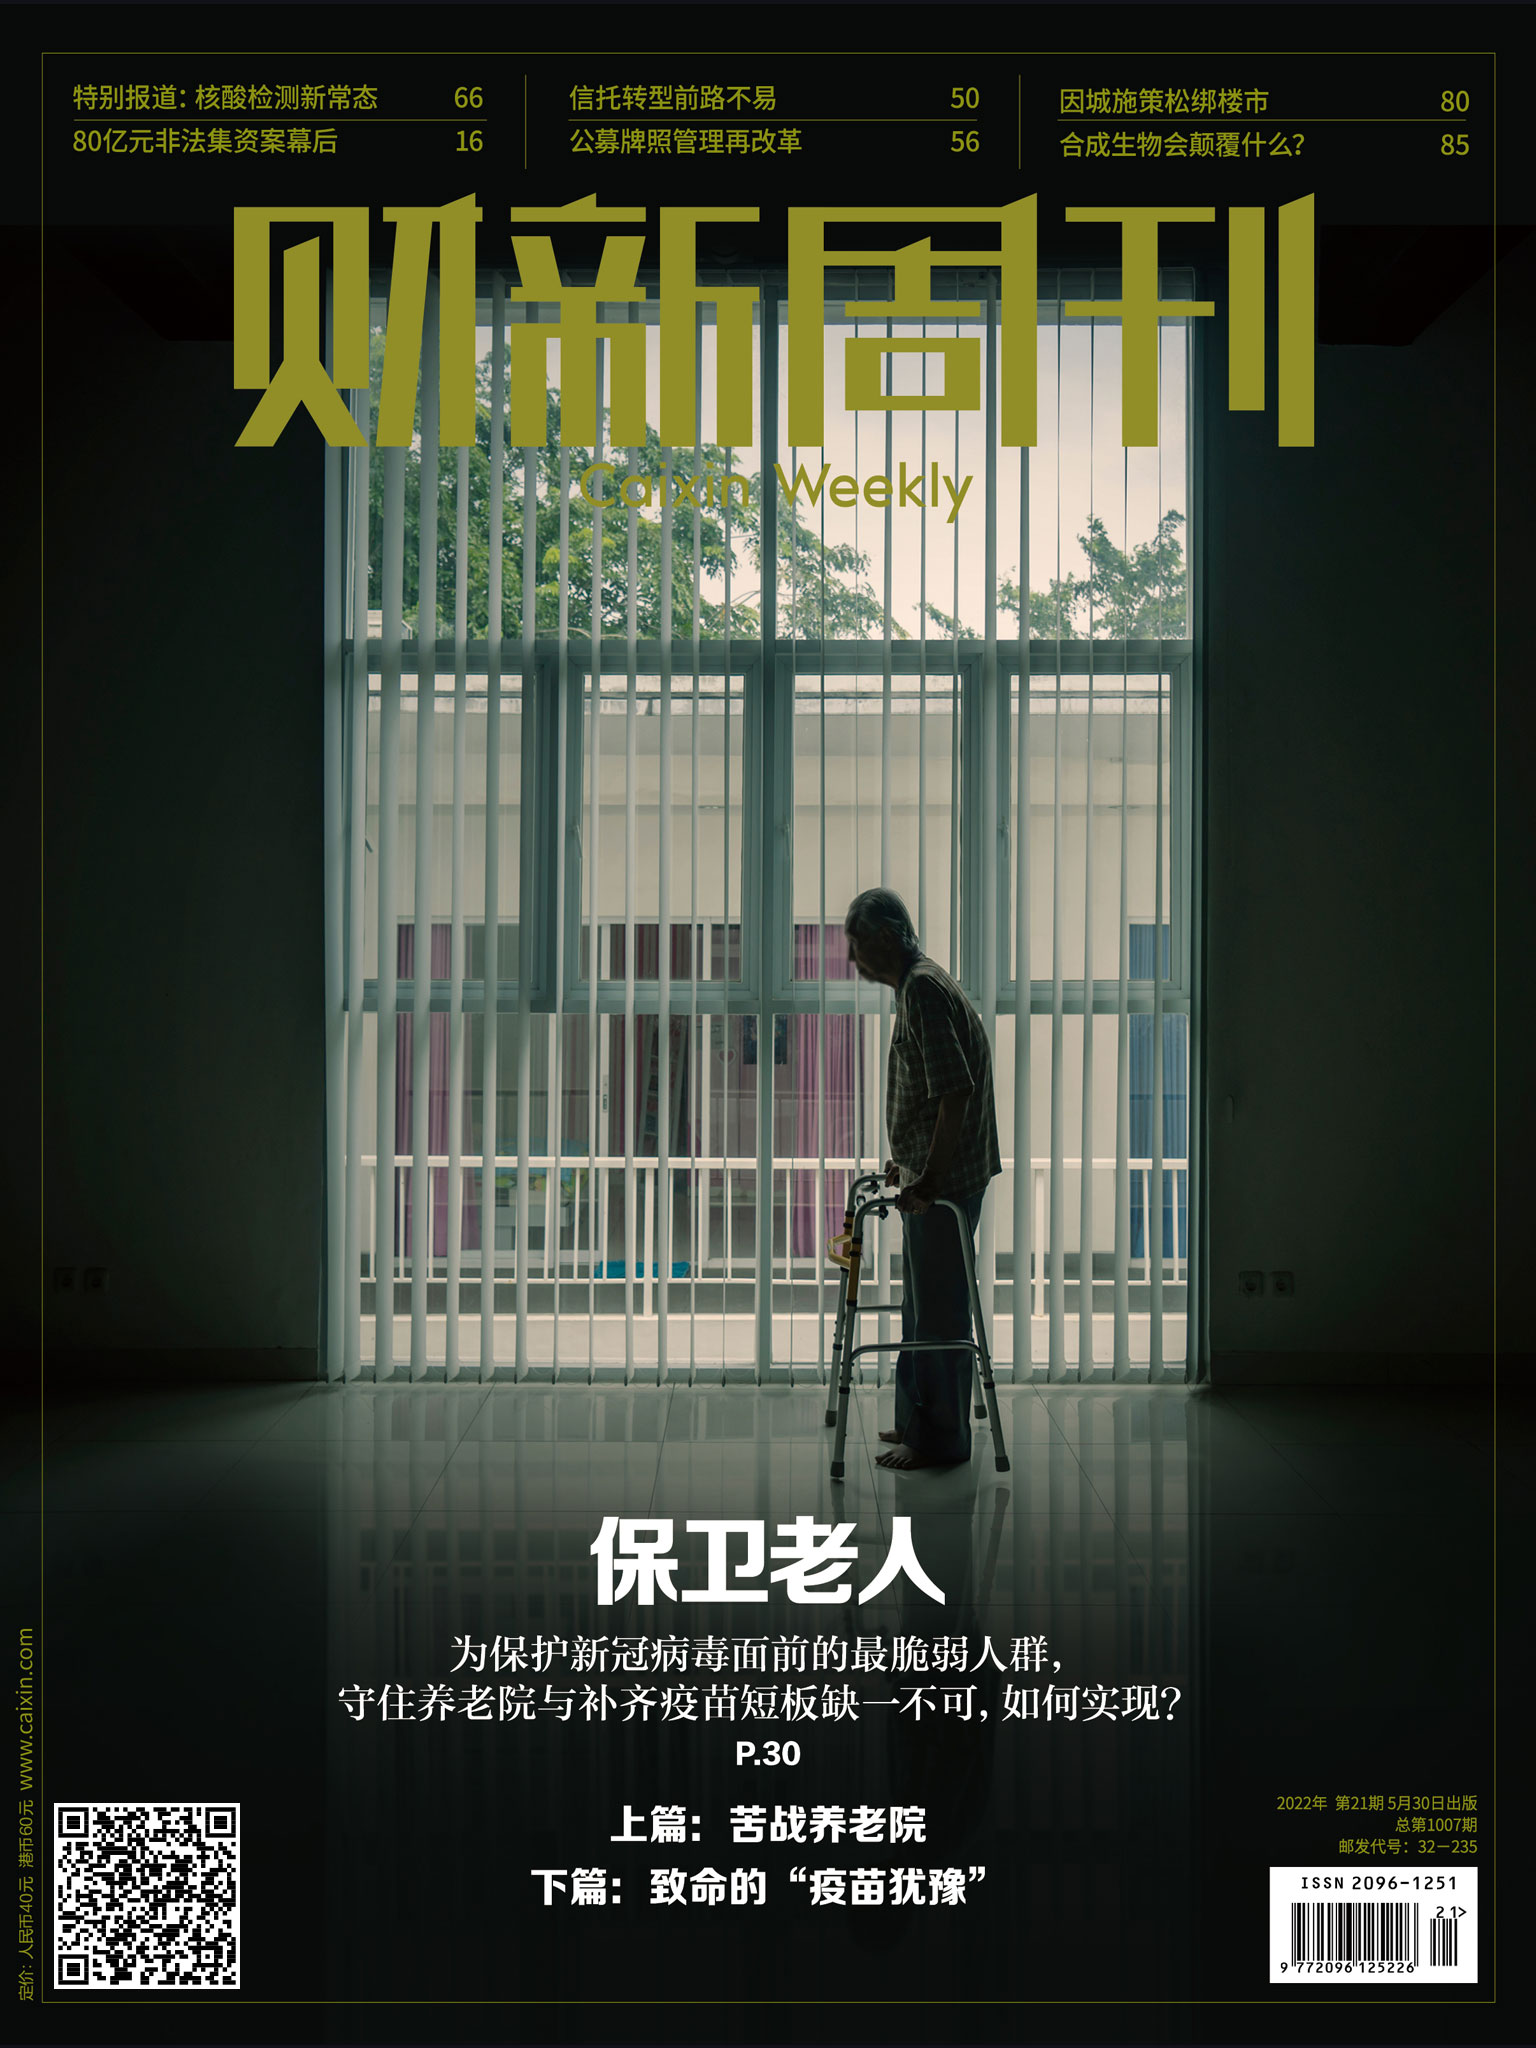 特别报道：核酸检测新常态 66
80亿元非法集资案幕后 16
信托转型前路不易 50
公募牌照管理再改革 56
因城施策松绑楼市 80
合成生物会颠覆什么？ 85
财新周刊
Caixin Weekly
保卫老人
为保护新冠病毒面前的最脆弱人群，
守住养老院与补齐疫苗短板缺一不可，如何实现？
P.30
上篇：苦战养老院
下篇：致命的“疫苗犹豫”
定价：人民币40元 港币60元 www.caixin.com
2022年 第21期 5月30日出版
总第1007期
邮发代号：32－235
ISSN 2096-1251
21>
9 772096 125226